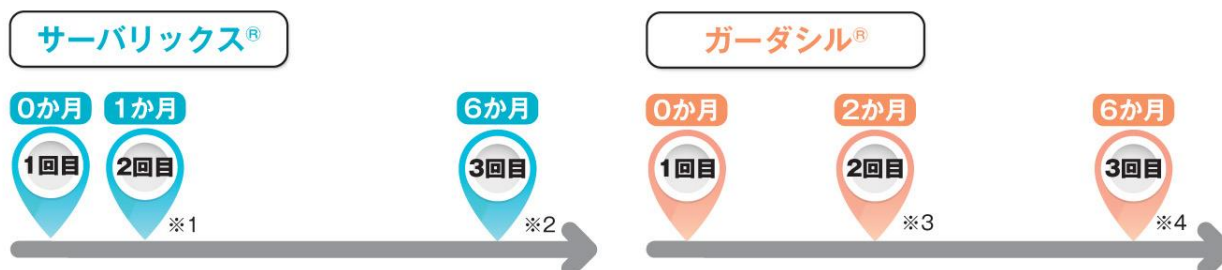 サーバリックス®
0か月 1か月 6か月
1回目 2回目 3回目
※1 ※2
ガーダシル®
0か月 2か月 6か月
1回目 2回目 3回目
※3 ※4